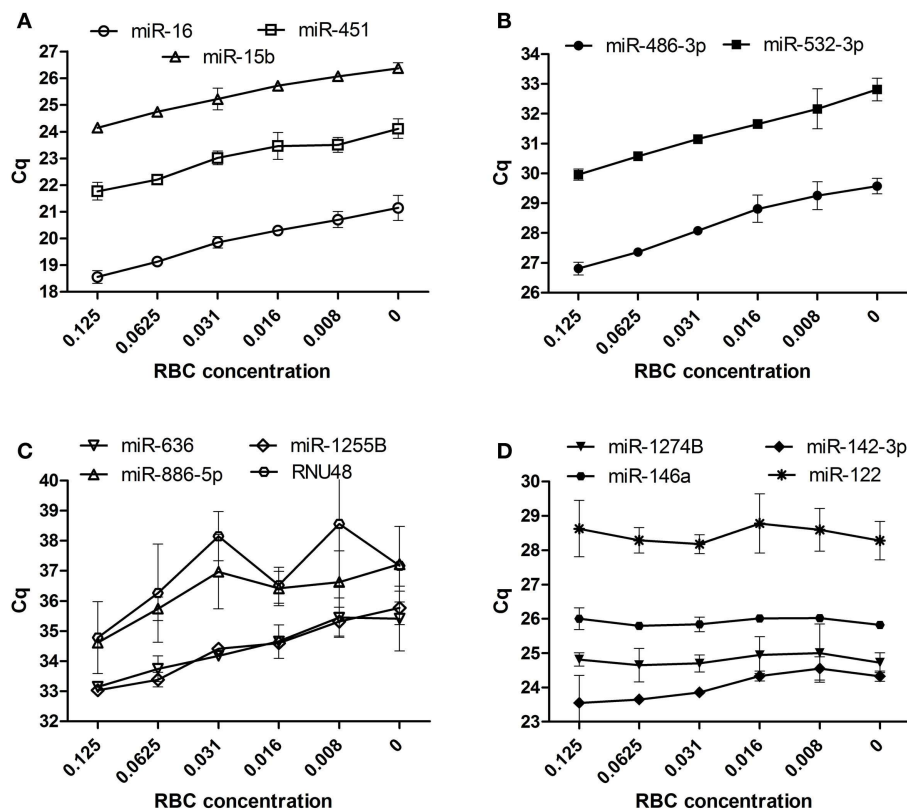 A
miR-16
miR-451
miR-15b
Cq
27
26
25
24
23
22
21
20
19
18
0.125
0.0625
0.031
0.016
0.008
0
RBC concentration
B
miR-486-3p
miR-532-3p
Cq
34
33
32
31
30
29
28
27
26
0.125
0.0625
0.031
0.016
0.008
0
RBC concentration
C
miR-636
miR-1255B
miR-886-5p
RNU48
Cq
40
39
38
37
36
35
34
33
32
0.125
0.0625
0.031
0.016
0.008
0
RBC concentration
D
miR-1274B
miR-142-3p
miR-146a
miR-122
Cq
30
29
28
26
25
24
23
0.125
0.0625
0.031
0.016
0.008
0
RBC concentration